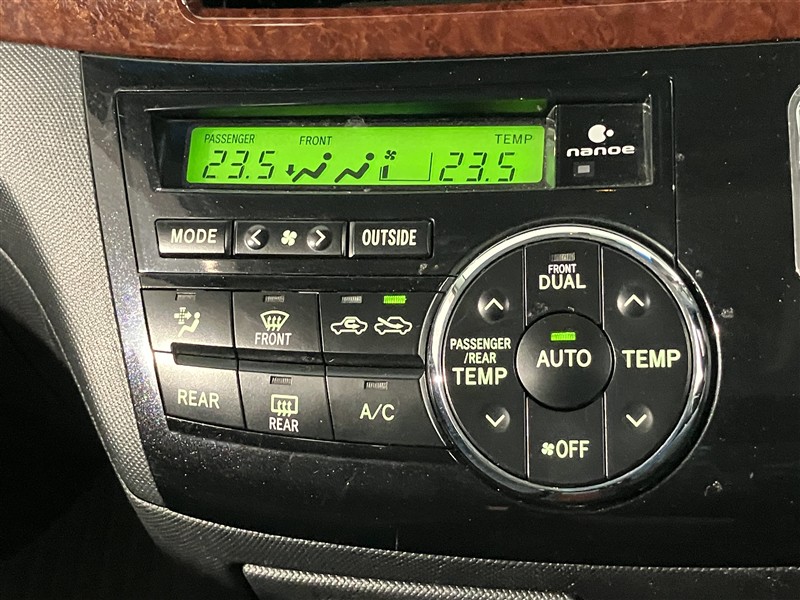 PASSENGER FRONT TEMP
23.5 23.5
nanoe
MODE
OUTSIDE
FRONT
DUAL
FRONT
PASSENGER
/REAR
TEMP
AUTO
TEMP
REAR
REAR
A/C
OFF